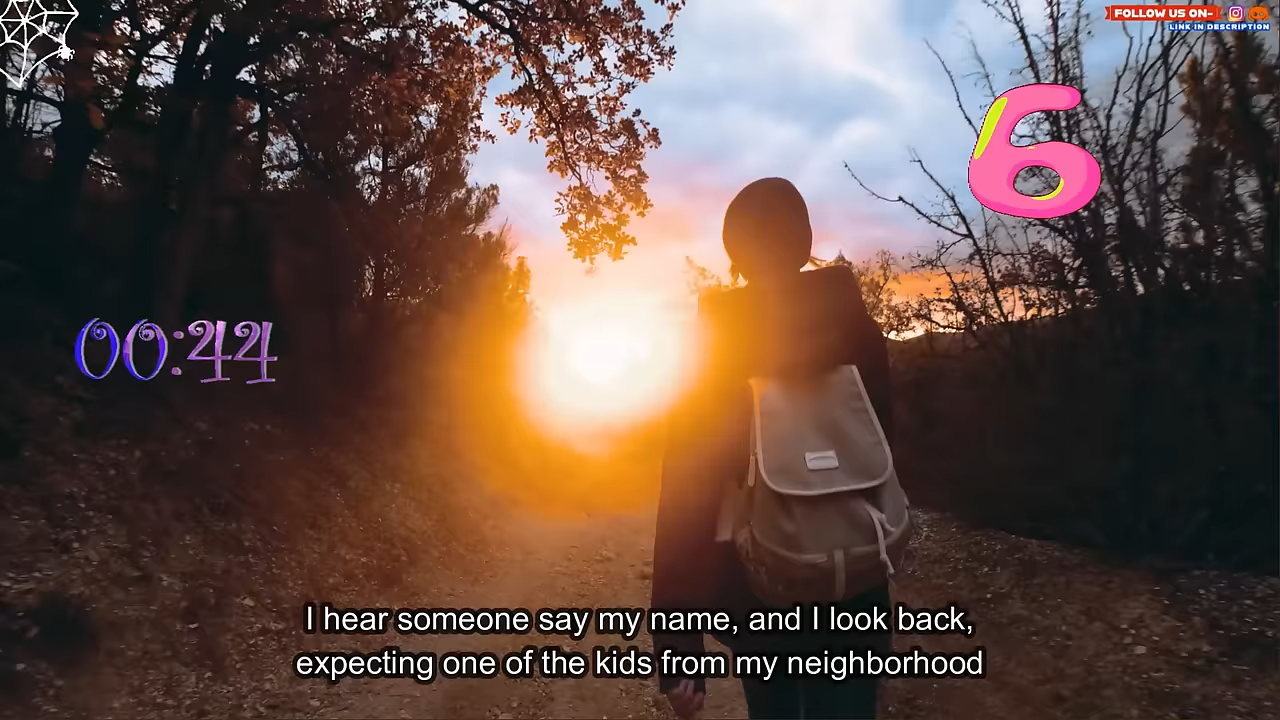 FOLLOW US ON-
LINK IN DESCRIPTION
6
00:44
I hear someone say my name, and I look back,
expecting one of the kids from my neighborhood